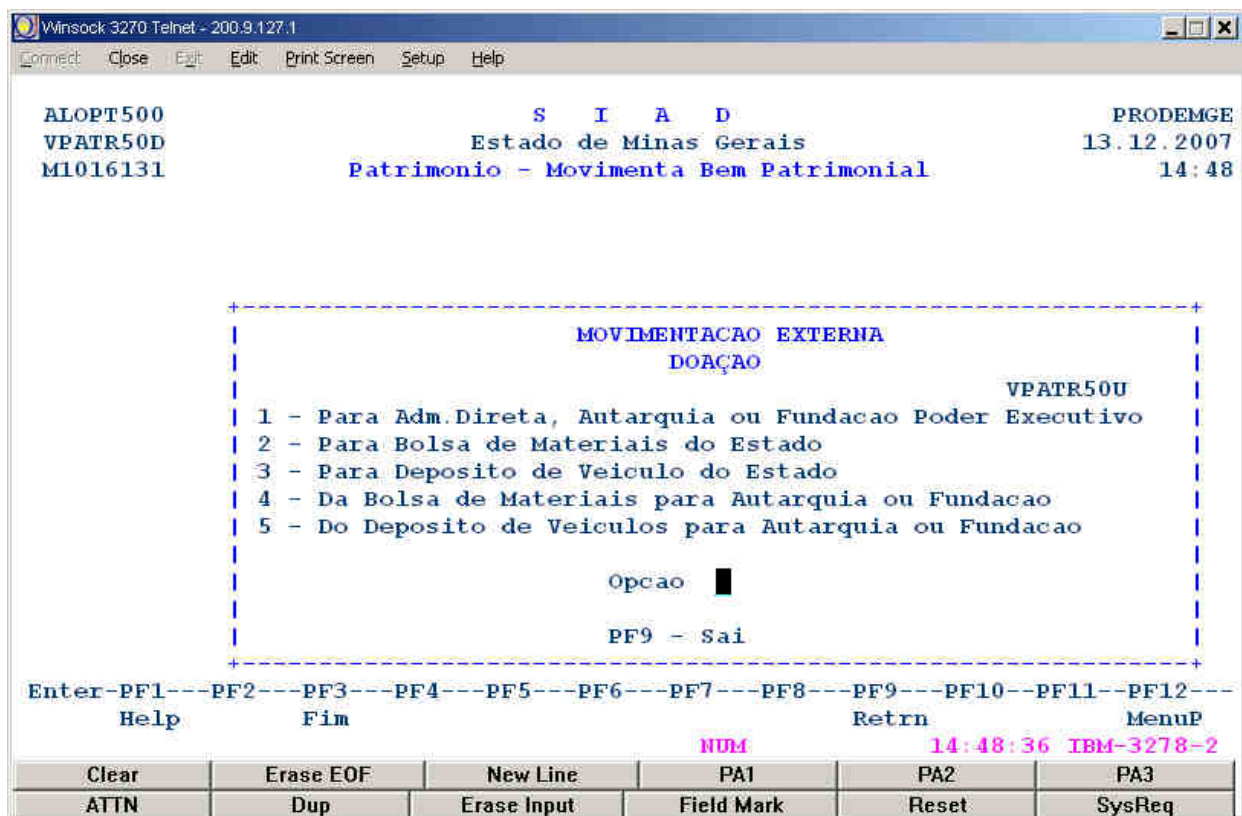 Winsock 3270 Telnet - 200.9.127.1
Connect Close Exit Edit Print Screen Setup Help
ALOPT500 S I A D PRODEMGE
VPATR50D Estado de Minas Gerais 13.12.2007
M1016131 Patrimonio - Movimenta Bem Patrimonial 14:48
+---------------------------------------------------------------+
| MOVIMENTACAO EXTERNA |
| DOAÇAO |
| VPATR50U |
| 1 - Para Adm.Direta, Autarquia ou Fundacao Poder Executivo |
| 2 - Para Bolsa de Materiais do Estado |
| 3 - Para Deposito de Veiculo do Estado |
| 4 - Da Bolsa de Materiais para Autarquia ou Fundacao |
| 5 - Do Deposito de Veiculos para Autarquia ou Fundacao |
| |
| Opcao |
| |
| PF9 - Sai |
+---------------------------------------------------------------+
Enter-PF1---PF2---PF3---PF4---PF5---PF6---PF7---PF8---PF9---PF10--PF11--PF12---
Help Fim Retrn MenuP
NUM 14:48:36 IBM-3278-2
Clear Erase EOF New Line PA1 PA2 PA3
ATTN Dup Erase Input Field Mark Reset SysReq